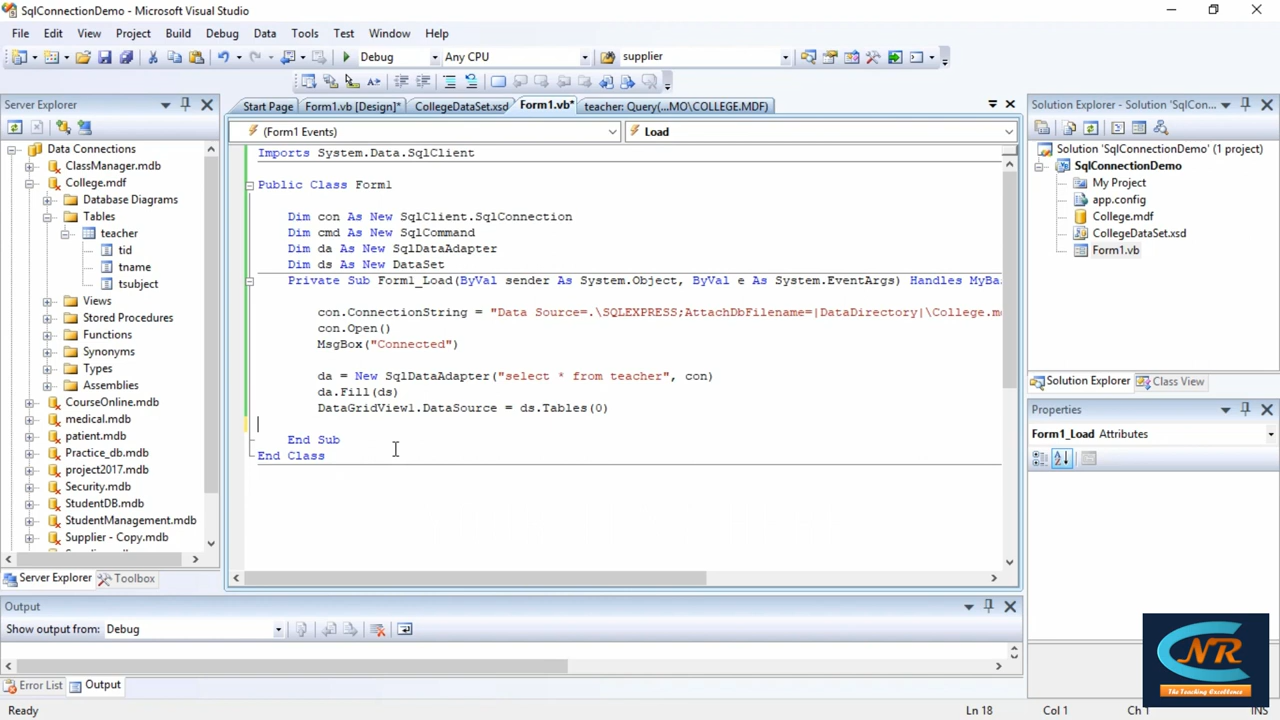 SqlConnectionDemo - Microsoft Visual Studio
File Edit View Project Build Debug Data Tools Test Window Help
Debug Any CPU supplier
Server Explorer
Data Connections
ClassManager.mdb
College.mdf
Database Diagrams
Tables
teacher
tid
tname
tsubject
Views
Stored Procedures
Functions
Synonyms
Types
Assemblies
CourseOnline.mdb
medical.mdb
patient.mdb
Practice_db.mdb
project2017.mdb
Security.mdb
StudentDB.mdb
StudentManagement.mdb
Supplier - Copy.mdb
Server Explorer Toolbox
Start Page Form1.vb [Design]* CollegeDataSet.xsd Form1.vb* teacher: Query(...MO\COLLEGE.MDF)
(Form1 Events) Load
Imports System.Data.SqlClient
Public Class Form1
Dim con As New SqlClient.SqlConnection
Dim cmd As New SqlCommand
Dim da As New SqlDataAdapter
Dim ds As New DataSet
Private Sub Form1_Load(ByVal sender As System.Object, ByVal e As System.EventArgs) Handles MyBa
con.ConnectionString = "Data Source=.\SQLEXPRESS;AttachDbFilename=|DataDirectory|\College.m
con.Open()
MsgBox("Connected")
da = New SqlDataAdapter("select * from teacher", con)
da.Fill(ds)
DataGridView1.DataSource = ds.Tables(0)
End Sub
End Class
Solution Explorer - Solution 'SqlCon...
Solution 'SqlConnectionDemo' (1 project)
SqlConnectionDemo
My Project
app.config
College.mdf
CollegeDataSet.xsd
Form1.vb
Solution Explorer Class View
Properties
Form1_Load Attributes
Output
Show output from: Debug
Error List Output
Ready Ln 18 Col 1 Ch 1 INS
NR
The Teaching Excellence